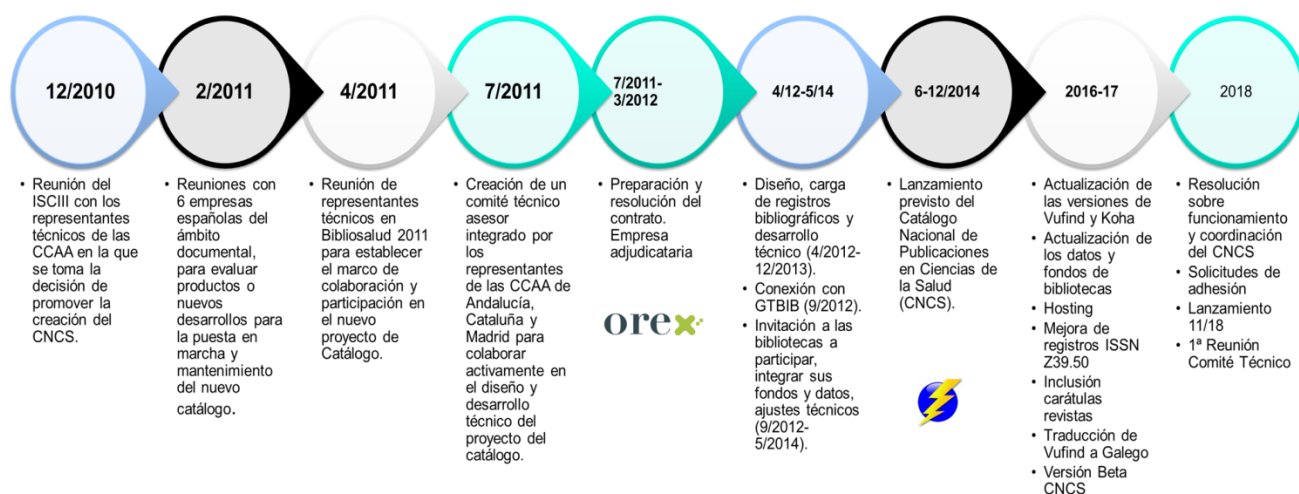 12/2010
• Reunión del
ISCIII con los
representantes
técnicos de las
CCAA en la que
se toma la
decisión de
promover la
creación del
CNCS.
2/2011
• Reuniones con
6 empresas
españolas del
ámbito
documental,
para evaluar
productos o
nuevos
desarrollos para
la puesta en
marcha y
mantenimiento
del nuevo
catálogo.
4/2011
• Reunión de
representantes
técnicos en
Bibliosalud 2011
para establecer
el marco de
colaboración y
participación en
el nuevo
proyecto de
Catálogo.
7/2011
• Creación de un
comité técnico
asesor
integrado por
los
representantes
de las CCAA de
Andalucía,
Cataluña y
Madrid para
colaborar
activamente en
el diseño y
desarrollo
técnico del
proyecto del
catálogo.
7/2011-
3/2012
• Preparación y
resolución del
contrato.
Empresa
adjudicataria
orex
4/12-5/14
• Diseño, carga
de registros
bibliográficos y
desarrollo
técnico (4/2012-
12/2013).
• Conexión con
GTBIB (9/2012).
• Invitación a las
bibliotecas a
participar,
integrar sus
fondos y datos,
ajustes técnicos
(9/2012-
5/2014).
6-12/2014
• Lanzamiento
previsto del
Catálogo
Nacional de
Publicaciones
en Ciencias de
la Salud
(CNCS).
2016-17
• Actualización de
las versiones de
Vufind y Koha
• Actualización de
los datos y
fondos de
bibliotecas
• Hosting
• Mejora de
registros ISSN
Z39.50
• Inclusión
carátulas
revistas
• Traducción de
Vufind a Galego
• Versión Beta
CNCS
2018
• Resolución
sobre
funcionamiento
y coordinación
del CNCS
• Solicitudes de
adhesión
• Lanzamiento
11/18
• 1ª Reunión
Comité Técnico